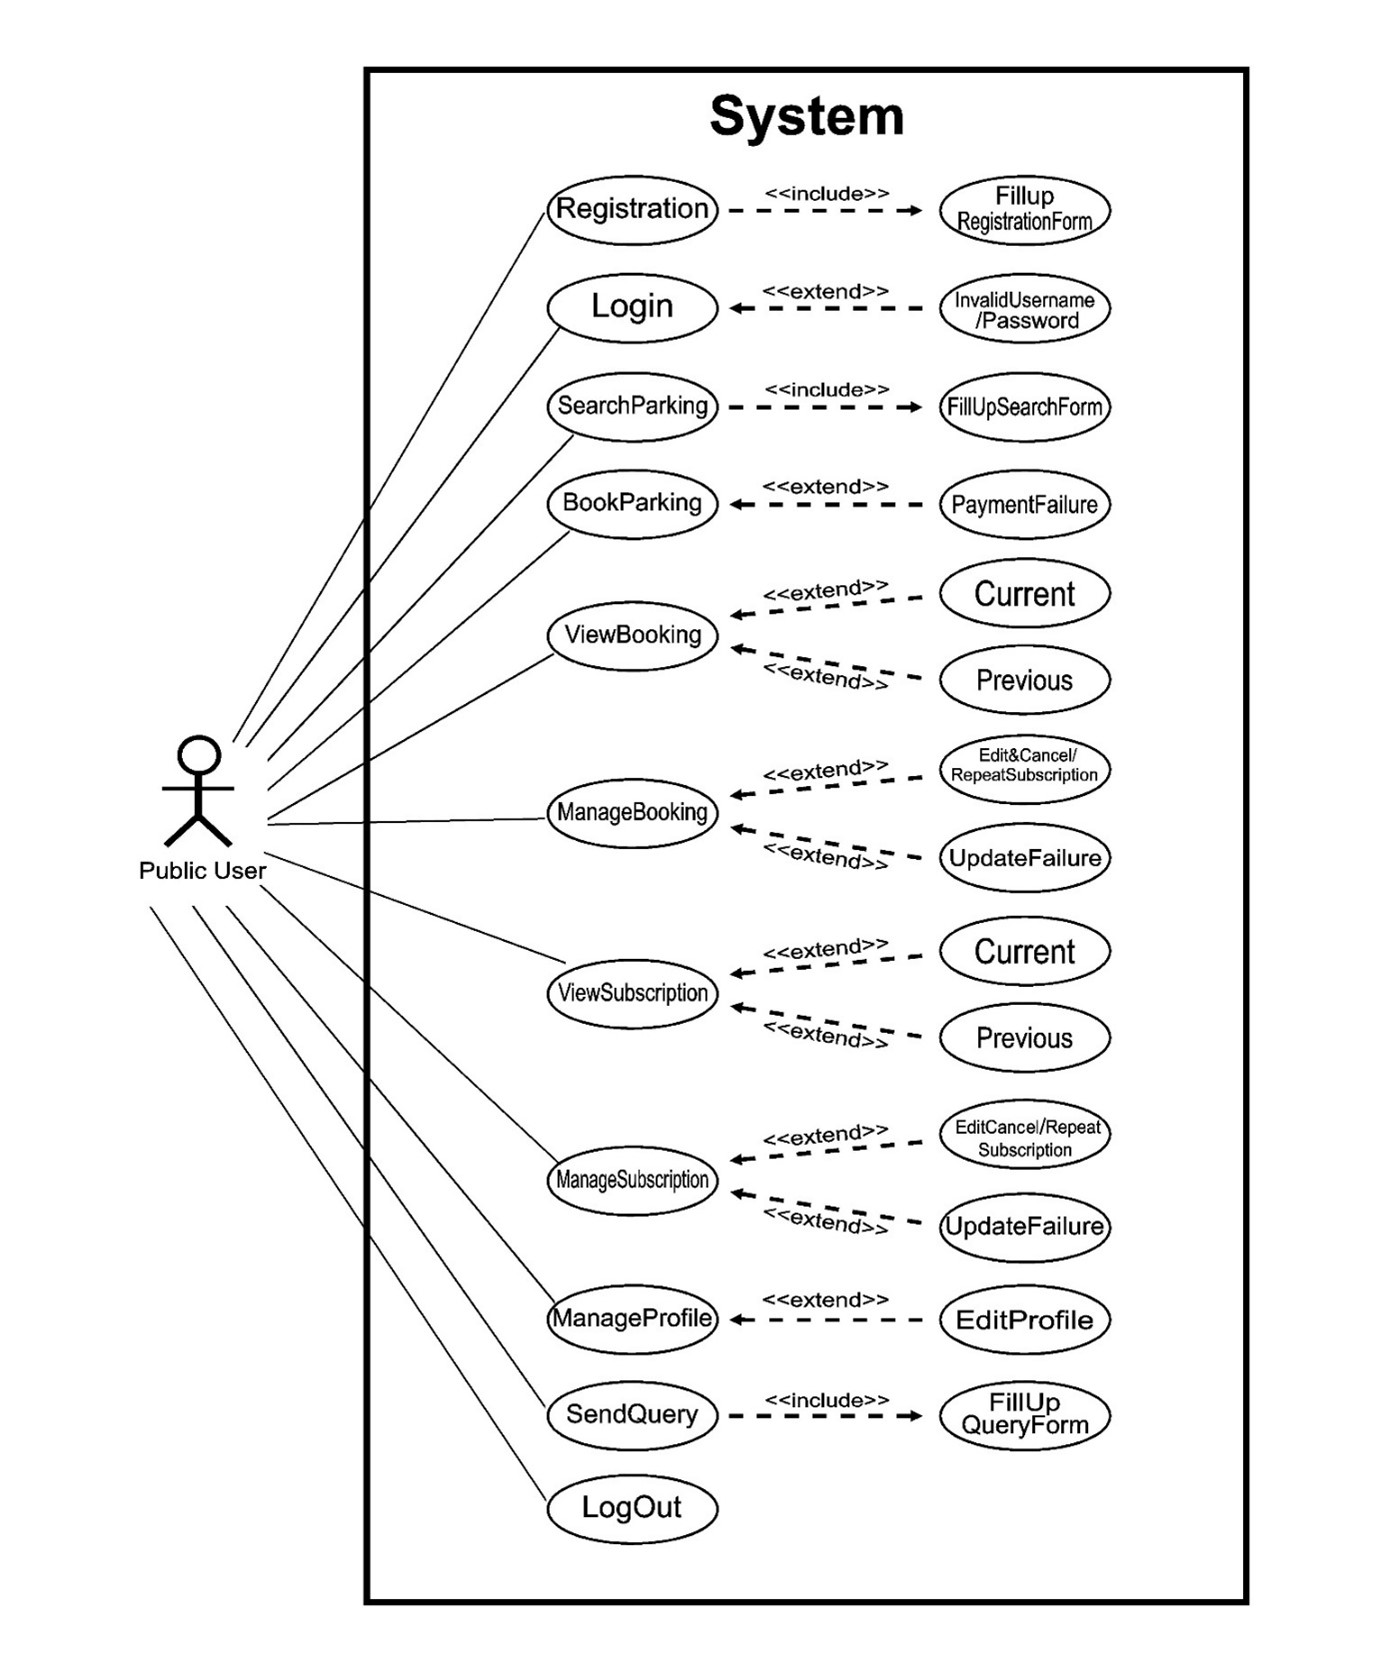 System
Registration
<<include>>
Fillup
RegistrationForm
Login
<<extend>>
InvalidUsername
/Password
SearchParking
<<include>>
FillUpSearchForm
BookParking
<<extend>>
PaymentFailure
ViewBooking
<<extend>>
Current
<<extend>>
Previous
Public User
ManageBooking
<<extend>>
Edit&Cancel/
RepeatSubscription
<<extend>>
UpdateFailure
ViewSubscription
<<extend>>
Current
<<extend>>
Previous
ManageSubscription
<<extend>>
EditCancel/Repeat
Subscription
<<extend>>
UpdateFailure
ManageProfile
<<extend>>
EditProfile
SendQuery
<<include>>
FillUp
QueryForm
LogOut